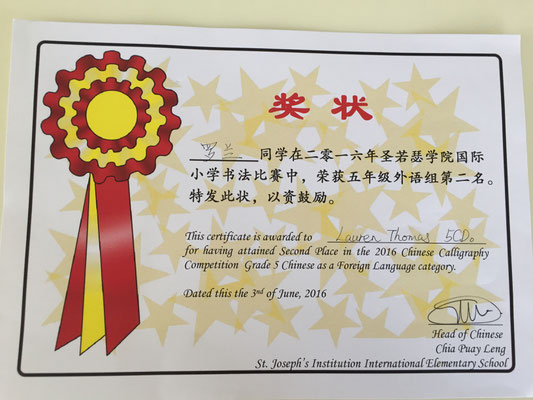 奖状
罗兰 同学在二零一六年圣若瑟学院国际
小学书法比赛中，荣获五年级外语组第二名。
特发此状，以资鼓励。
This certificate is awarded to Lauren Thomas 5CDo
for having attained Second Place in the 2016 Chinese Calligraphy
Competition Grade 5 Chinese as a Foreign Language category.
Dated this the 3rd of June, 2016
Head of Chinese
Chia Puay Leng
St. Joseph's Institution International Elementary School